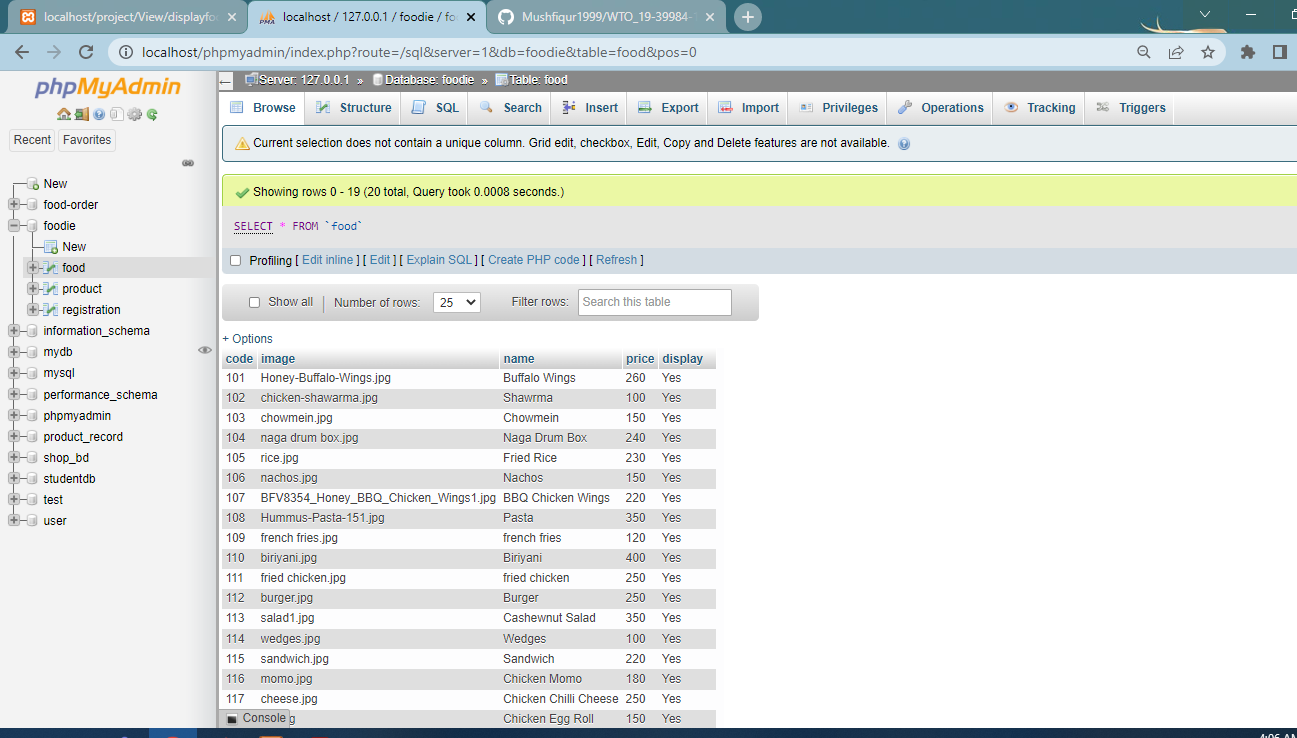 localhost/project/View/displayfo
localhost / 127.0.0.1 / foodie / fo
Mushfiqur1999/WTO_19-39984-
localhost/phpmyadmin/index.php?route=/sql&server=1&db=foodie&table=food&pos=0
phpMyAdmin
Recent Favorites
New
food-order
foodie
New
food
product
registration
information_schema
mydb
mysql
performance_schema
phpmyadmin
product_record
shop_bd
studentdb
test
user
Server: 127.0.0.1 » Database: foodie » Table: food
Browse Structure SQL Search Insert Export Import Privileges Operations Tracking Triggers
Current selection does not contain a unique column. Grid edit, checkbox, Edit, Copy and Delete features are not available.
Showing rows 0 - 19 (20 total, Query took 0.0008 seconds.)
SELECT * FROM `food`
Profiling [ Edit inline ] [ Edit ] [ Explain SQL ] [ Create PHP code ] [ Refresh ]
Show all Number of rows: 25 Filter rows: Search this table
+ Options
code image name price display
101 Honey-Buffalo-Wings.jpg Buffalo Wings 260 Yes
102 chicken-shawarma.jpg Shawrma 100 Yes
103 chowmein.jpg Chowmein 150 Yes
104 naga drum box.jpg Naga Drum Box 240 Yes
105 rice.jpg Fried Rice 230 Yes
106 nachos.jpg Nachos 150 Yes
107 BFV8354_Honey_BBQ_Chicken_Wings1.jpg BBQ Chicken Wings 220 Yes
108 Hummus-Pasta-151.jpg Pasta 350 Yes
109 french fries.jpg french fries 120 Yes
110 biriyani.jpg Biriyani 400 Yes
111 fried chicken.jpg fried chicken 250 Yes
112 burger.jpg Burger 250 Yes
113 salad1.jpg Cashewnut Salad 350 Yes
114 wedges.jpg Wedges 100 Yes
115 sandwich.jpg Sandwich 220 Yes
116 momo.jpg Chicken Momo 180 Yes
117 cheese.jpg Chicken Chilli Cheese 250 Yes
Console g Chicken Egg Roll 150 Yes